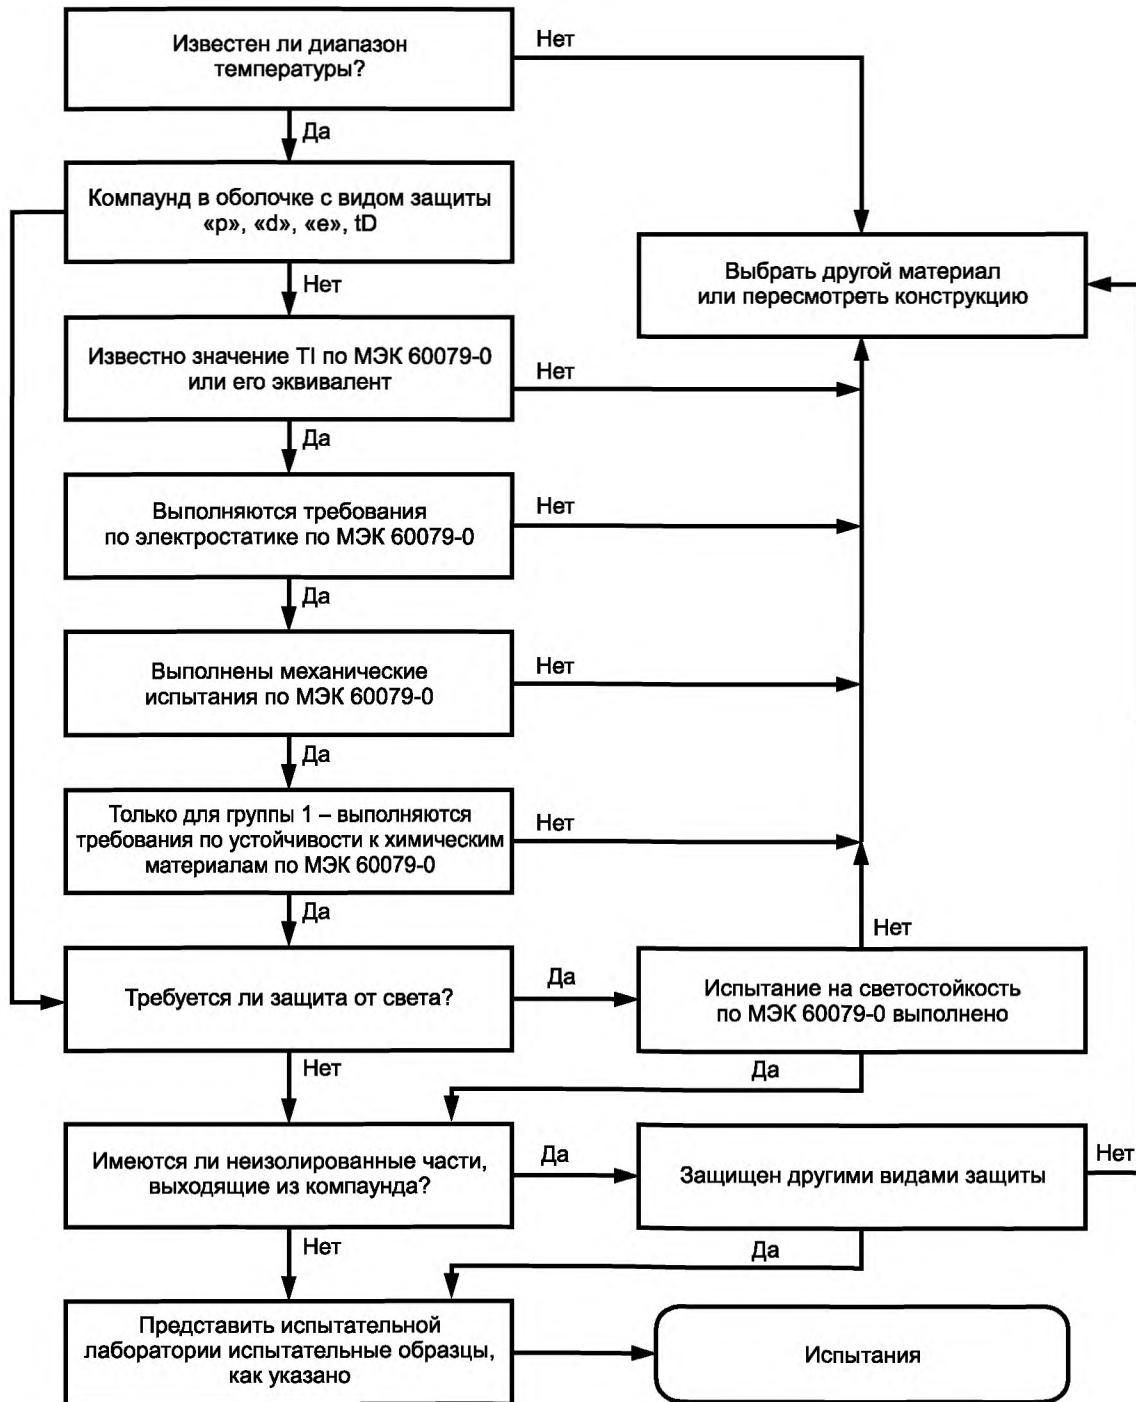 Известен ли диапазон
температуры?
Нет
Да
Компаунд в оболочке с видом защиты
«p», «d», «e», tD
Нет
Выбрать другой материал
или пересмотреть конструкцию
Известно значение TI по МЭК 60079-0
или его эквивалент
Нет
Да
Выполняются требования
по электростатике по МЭК 60079-0
Нет
Да
Выполнены механические
испытания по МЭК 60079-0
Нет
Да
Только для группы 1 – выполняются
требования по устойчивости к химическим
материалам по МЭК 60079-0
Нет
Да
Нет
Требуется ли защита от света?
Да
Испытание на светостойкость
по МЭК 60079-0 выполнено
Нет
Да
Имеются ли неизолированные части,
выходящие из компаунда?
Да
Защищен другими видами защиты
Нет
Нет
Да
Представить испытательной
лаборатории испытательные образцы,
как указано
Испытания